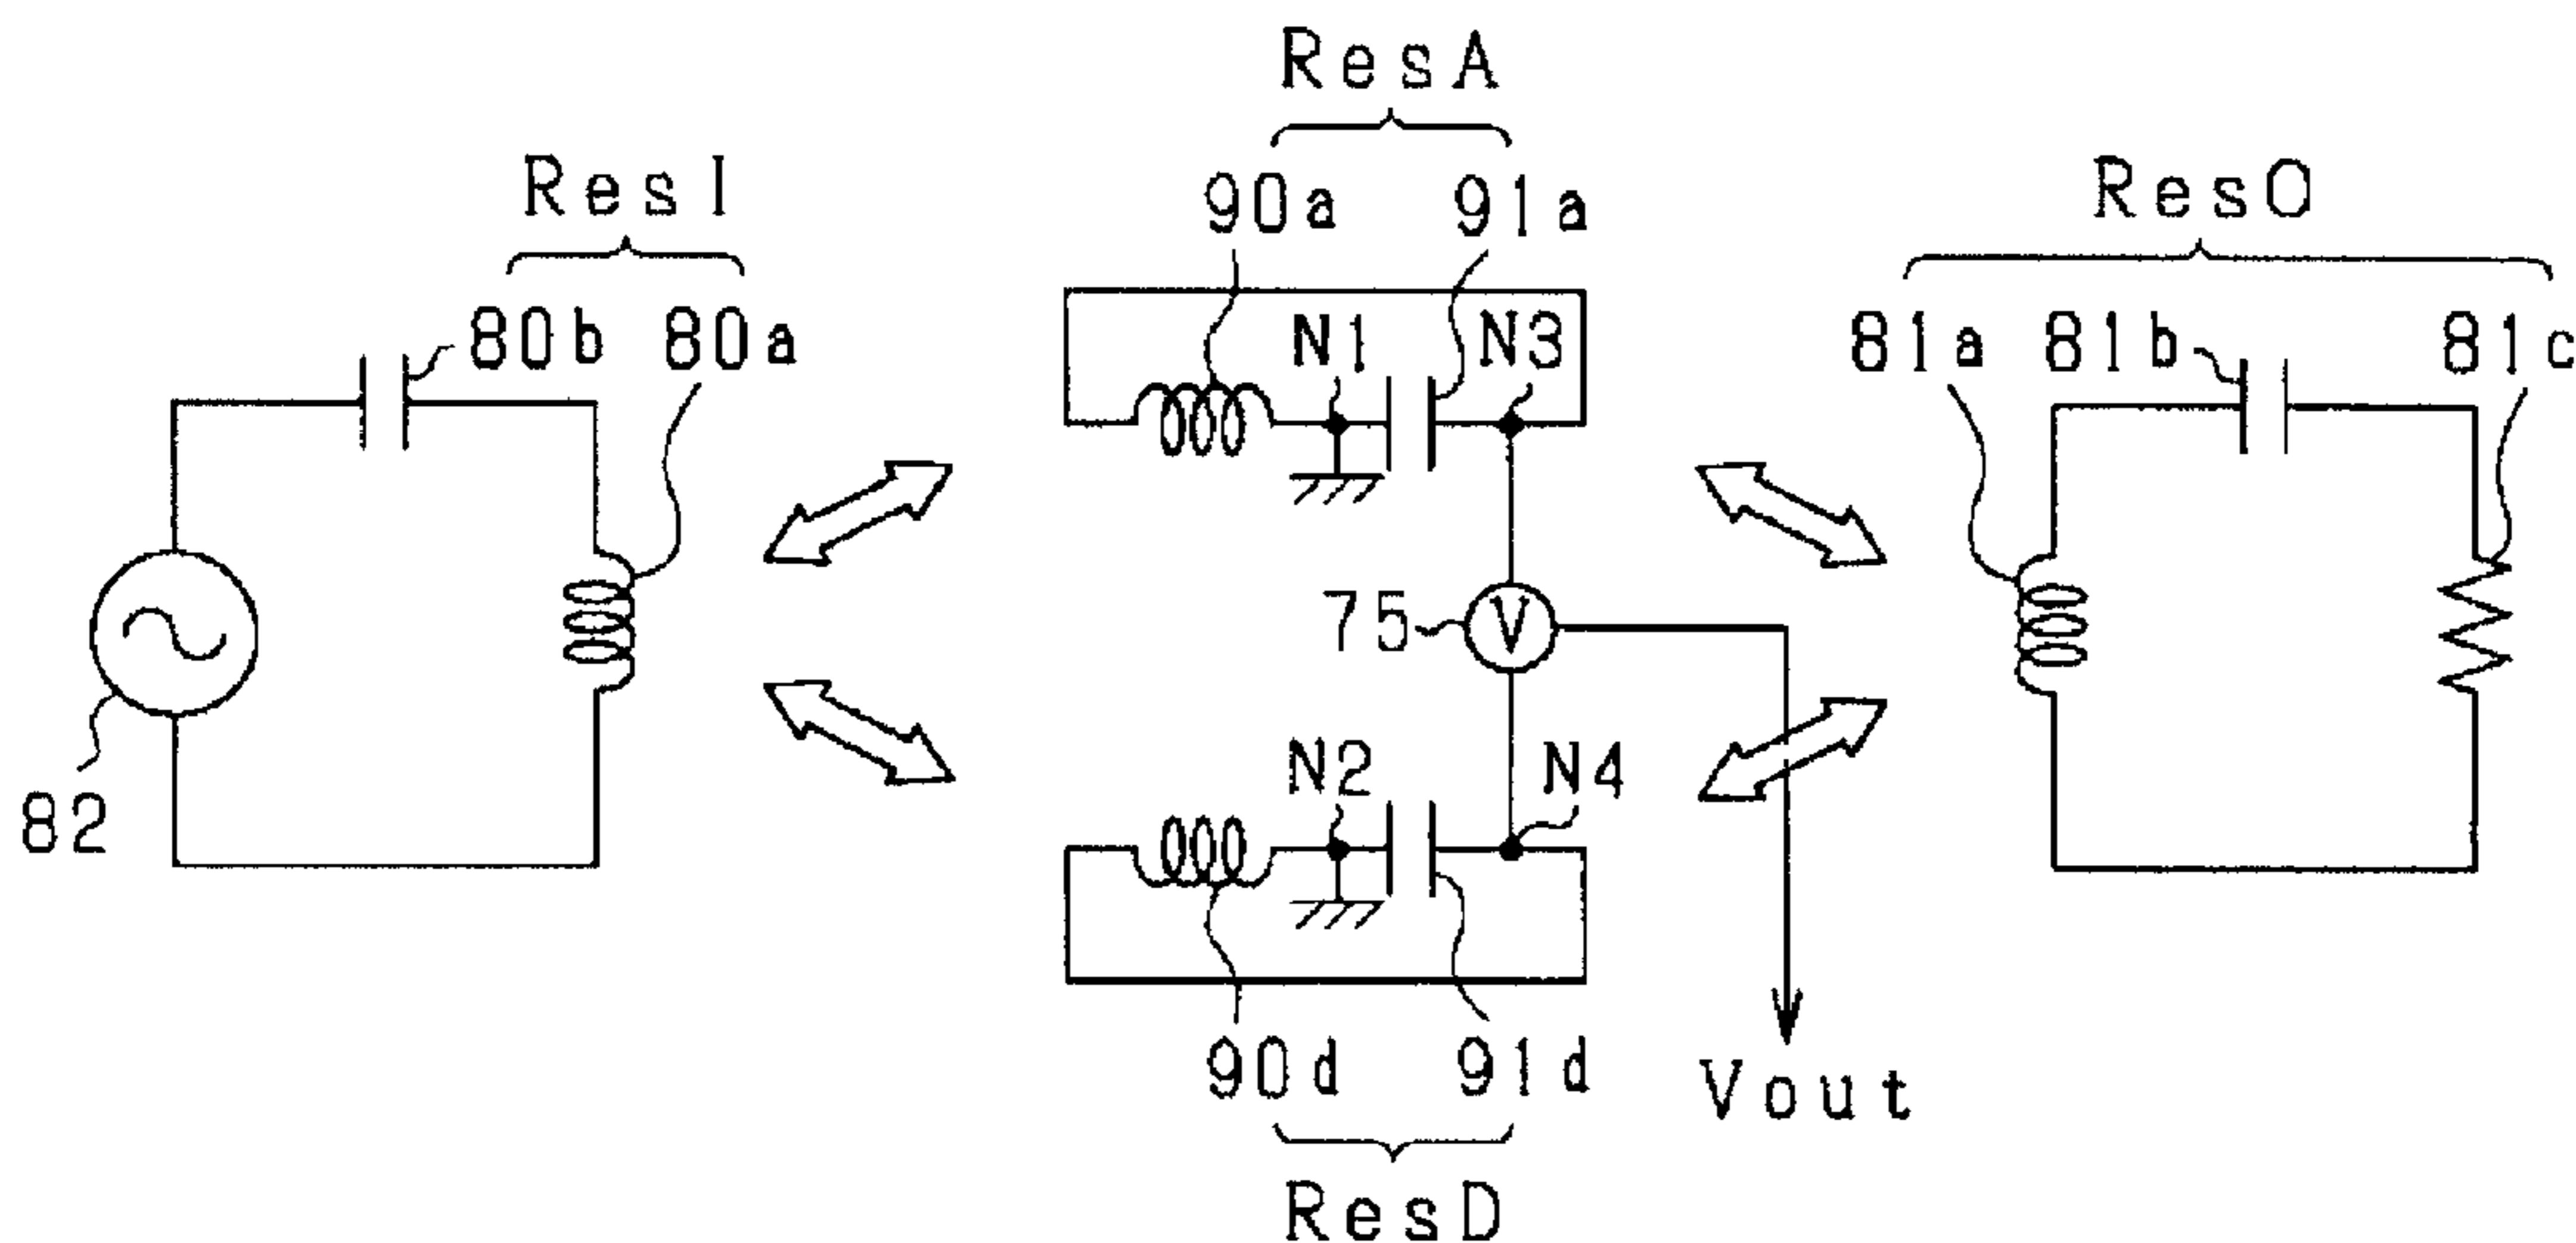 ResA
ResI
90a 91a
ResO
80b 80a
N1 N3
81a 81b 81c
75 V
N2 N4
82
90d 91d
Vout
ResD